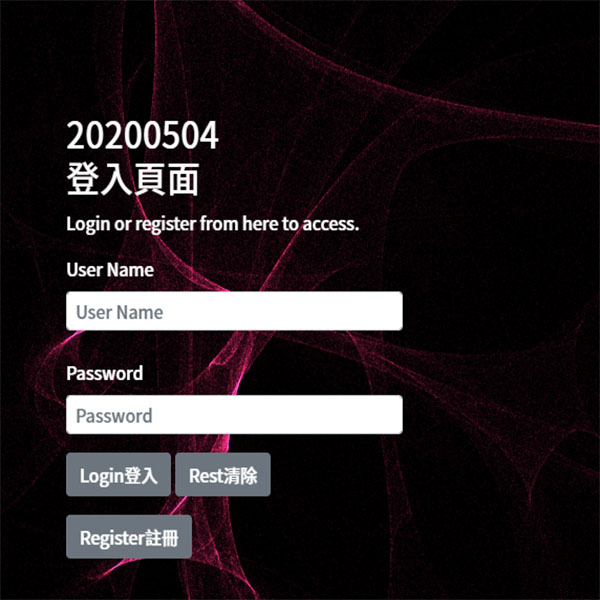 20200504
登入頁面
Login or register from here to access.
User Name
User Name
Password
Password
Login登入 Rest清除
Register註冊